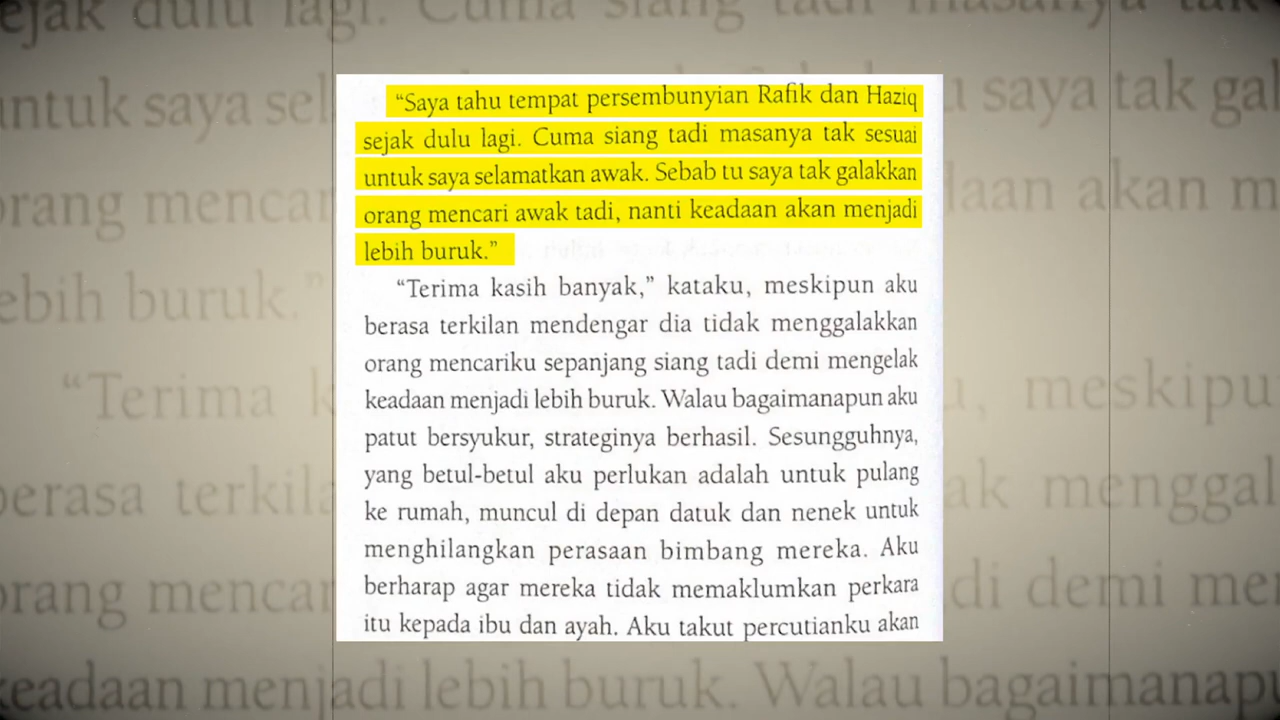 “Saya tahu tempat persembunyian Rafik dan Haziq
sejak dulu lagi. Cuma siang tadi masanya tak sesuai
untuk saya selamatkan awak. Sebab tu saya tak galakkan
orang mencari awak tadi, nanti keadaan akan menjadi
lebih buruk.”
“Terima kasih banyak,” kataku, meskipun aku
berasa terkilan mendengar dia tidak menggalakkan
orang mencariku sepanjang siang tadi demi mengelak
keadaan menjadi lebih buruk. Walau bagaimanapun aku
patut bersyukur, strateginya berhasil. Sesungguhnya,
yang betul-betul aku perlukan adalah untuk pulang
ke rumah, muncul di depan datuk dan nenek untuk
menghilangkan perasaan bimbang mereka. Aku
berharap agar mereka tidak memaklumkan perkara
itu kepada ibu dan ayah. Aku takut percutianku akan